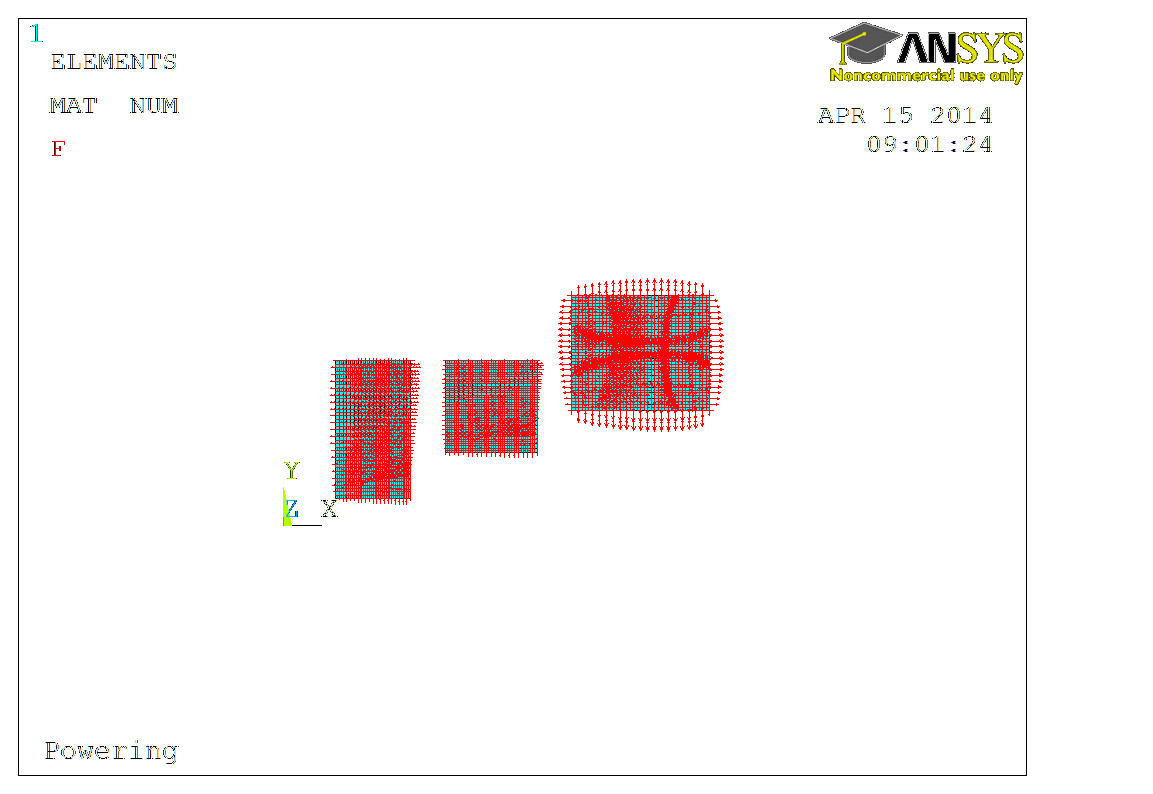 1
ELEMENTS
MAT NUM
F
ANSYS
Noncommercial use only
APR 15 2014
09:01:24
Y
Z X
Powering